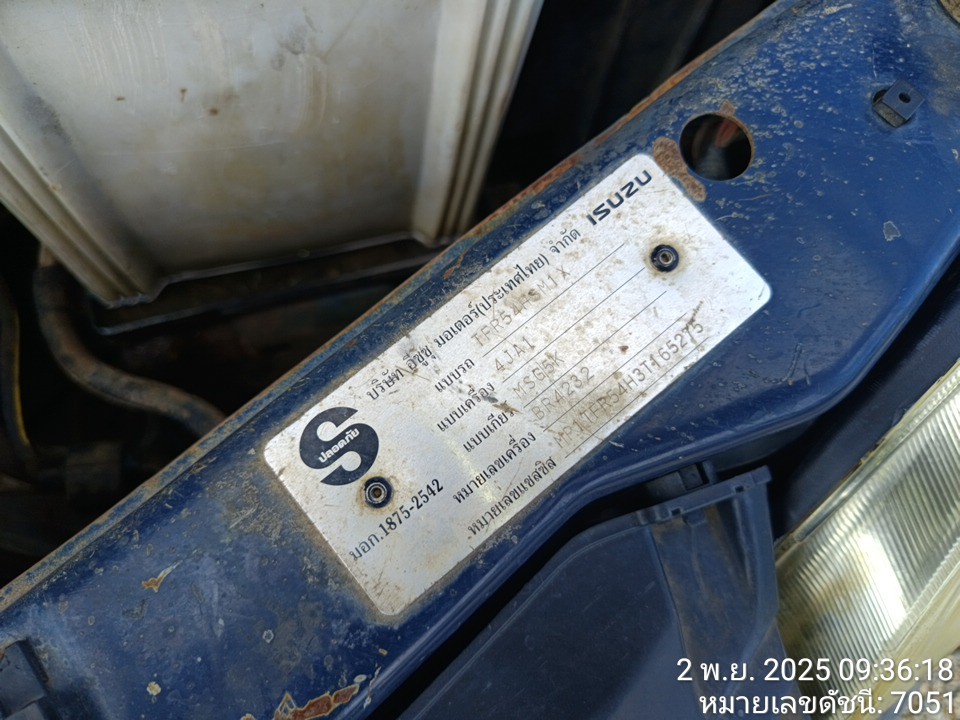 บริษัท อีซูซุ มอเตอร์(ประเทศไทย) จำกัด ISUZU
แบบรถ
แบบเครื่อง 4JA1
แบบเกียร์ MSG5K
หมายเลขเครื่อง BR4232
หมายเลขแชสซิส
S
ปลอดภัย
มอก.1875-2542
2 พ.ย. 2025 09:36:18
หมายเลขดัชนี: 7051